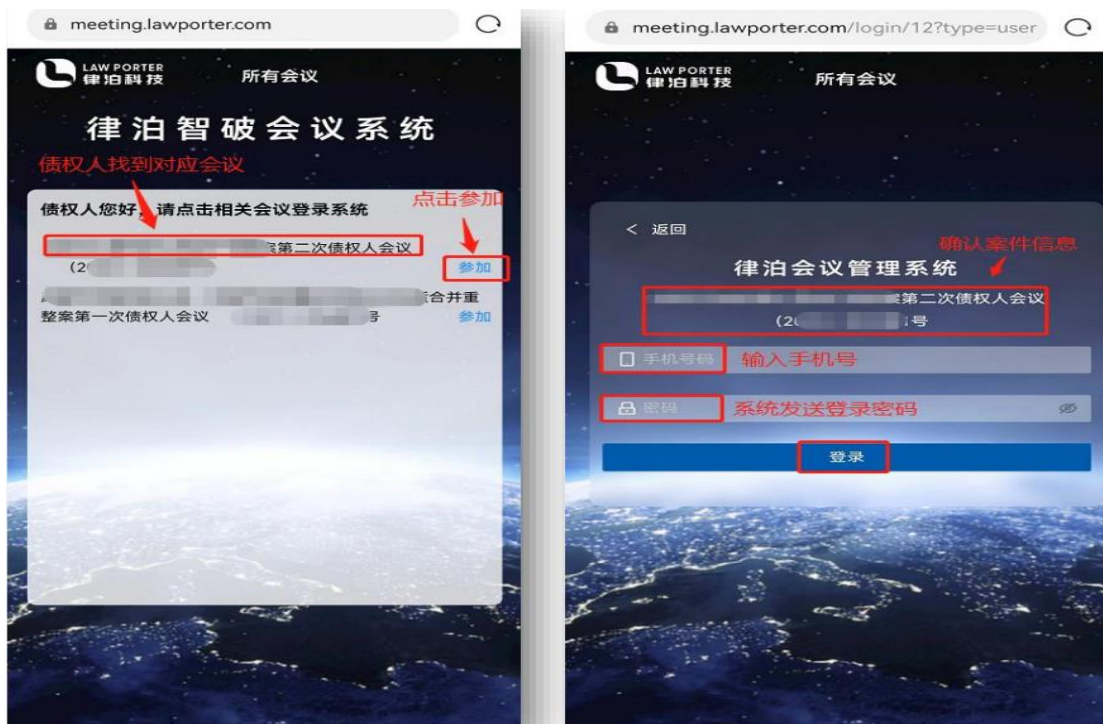 meeting.lawporter.com
LAW PORTER
律泊科技
所有会议
律泊智破会议系统
债权人找到对应会议
点击参加
债权人您好，请点击相关会议登录系统
案第二次债权人会议
(2
参加
合并重
整案第一次债权人会议 号
参加
meeting.lawporter.com/login/12?type=user
LAW PORTER
律泊科技
所有会议
< 返回
确认案件信息
律泊会议管理系统
案第二次债权人会议
(2 号
手机号码
输入手机号
密码
系统发送登录密码
登录